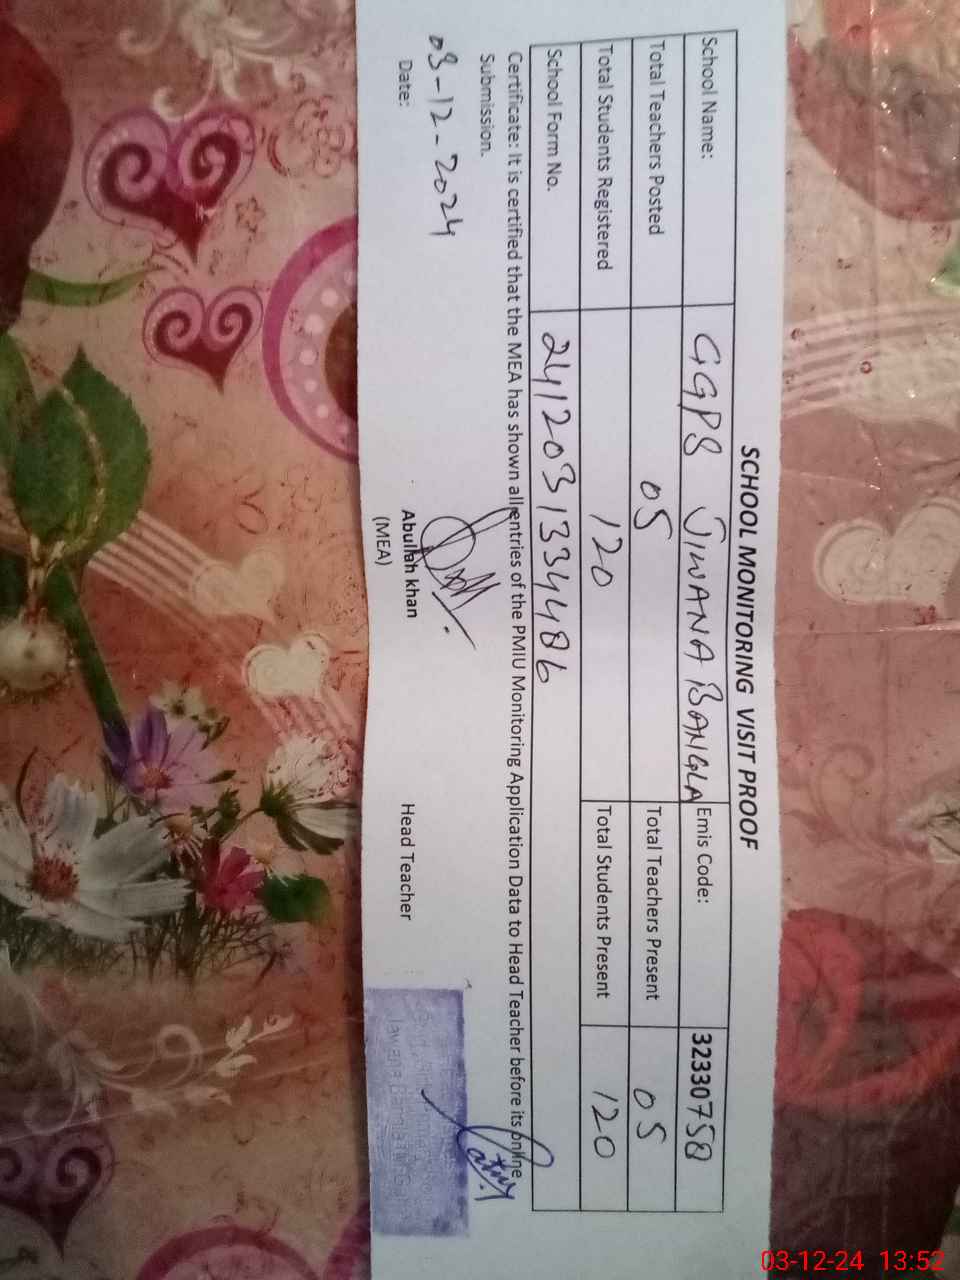 SCHOOL MONITORING VISIT PROOF
School Name: GGPS JIWANA BANGLA Emis Code: 32330758
Total Teachers Posted 05 Total Teachers Present 05
Total Students Registered 120 Total Students Present 120
School Form No. 2412031334486
Certificate: It is certified that the MEA has shown all entries of the PMIU Monitoring Application Data to Head Teacher before its online
Submission.
03-12-2024
Date: Abullah khan Head Teacher
(MEA)
03-12-24 13:52